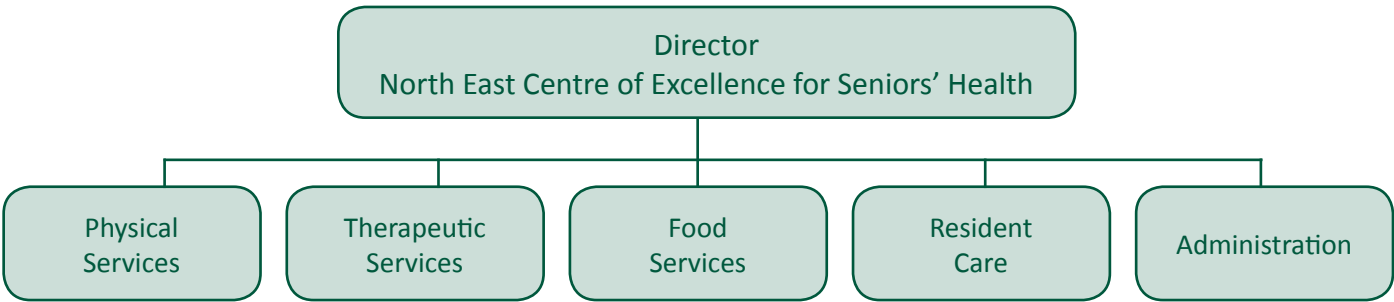 Director
North East Centre of Excellence for Seniors’ Health
Physical
Services
Therapeutic
Services
Food
Services
Resident
Care
Administration